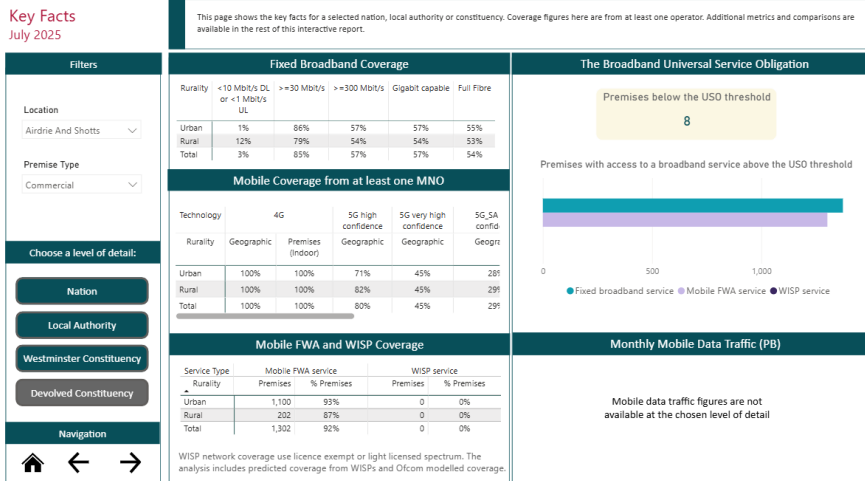 Key Facts
July 2025
This page shows the key facts for a selected nation, local authority or constituency. Coverage figures here are from at least one operator. Additional metrics and comparisons are
available in the rest of this interactive report.
Filters
Location
Airdrie And Shotts
Premise Type
Commercial
Choose a level of detail:
Nation
Local Authority
Westminster Constituency
Devolved Constituency
Navigation
Fixed Broadband Coverage
Rurality <10 Mbit/s DL >=30 Mbit/s >=300 Mbit/s Gigabit capable Full Fibre
or <1 Mbit/s
UL
Urban 1% 86% 57% 57% 55%
Rural 12% 79% 54% 54% 53%
Total 3% 85% 57% 57% 54%
Mobile Coverage from at least one MNO
Technology 4G 5G high 5G very high 5G_SA
confidence confidence confid
Rurality Geographic Premises Geographic Geographic Geogra
(Indoor)
Urban 100% 100% 71% 45% 289
Rural 100% 100% 82% 45% 299
Total 100% 100% 80% 45% 299
Mobile FWA and WISP Coverage
Service Type Mobile FWA service WISP service
Rurality Premises % Premises Premises % Premises
Urban 1,100 93% 0 0%
Rural 202 87% 0 0%
Total 1,302 92% 0 0%
WISP network coverage use licence exempt or light licensed spectrum. The
analysis includes predicted coverage from WISPs and Ofcom modelled coverage.
The Broadband Universal Service Obligation
Premises below the USO threshold
8
Premises with access to a broadband service above the USO threshold
0 500 1,000
Fixed broadband service Mobile FWA service WISP service
Monthly Mobile Data Traffic (PB)
Mobile data traffic figures are not
available at the chosen level of detail